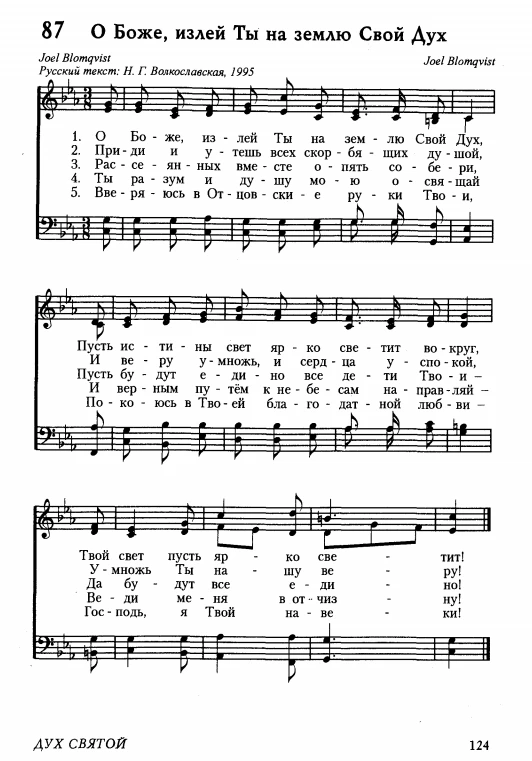 87 О Боже, излей Ты на землю Свой Дух
Joel Blomqvist
Русский текст: Н. Г. Волкославская, 1995
Joel Blomqvist
1. О Бо - же, из - лей Ты на зем - лю Свой Дух,
2. При - ди и у - тешь всех скор - бя - щих ду - шой,
3. Рас - се - ян - ных вме - сте о - пять со - бе - ри,
4. Ты ра - зум и ду - шу мо - ю о - свя - щай
5. Вве - ря - юсь в От - цов - ски - е ру - ки Тво - и,
Пусть ис - ти - ны свет яр - ко све - тит во - круг,
И ве - ру у - множь, и серд - ца у - спо - кой,
Пусть бу - дут е - ди - но все де - ти Тво - и –
И вер - ным пу - тём к не - бе - сам на - прав - ляй –
По - ко - юсь в Тво - ей бла - го - дат - ной люб - ви –
Твой свет пусть яр - ко све - тит!
У - множь Ты на - шу ве - ру!
Да бу - дут все е - ди - но!
Ве - ди ме - ня в от - чиз - ну!
Гос - подь, я Твой на - ве - ки!
ДУХ СВЯТОЙ
124